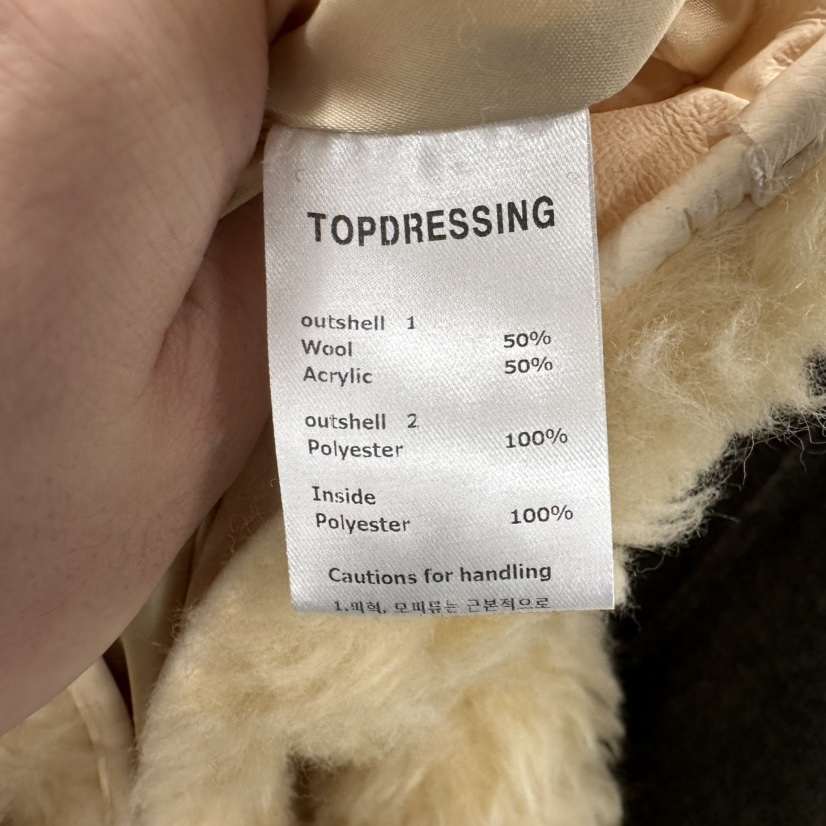 TOPDRESSING
outshell 1
Wool 50%
Acrylic 50%
outshell 2
Polyester 100%
Inside
Polyester 100%
Cautions for handling
1.피혁, 모피류는 근본적으로